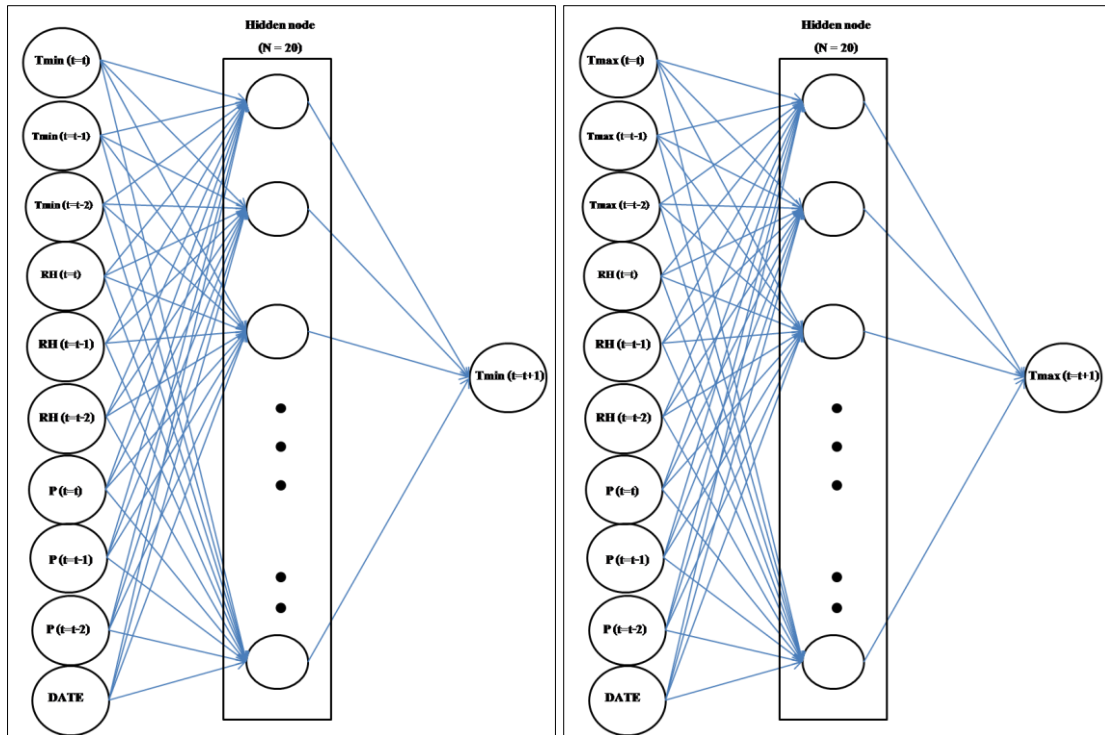 Hidden node
(N = 20)
Tmin (t=t)
Tmin (t=t-1)
Tmin (t=t-2)
RH (t=t)
RH (t=t-1)
RH (t=t-2)
P (t=t)
P (t=t-1)
P (t=t-2)
DATE
Tmin (t=t+1)
Hidden node
(N = 20)
Tmax (t=t)
Tmax (t=t-1)
Tmax (t=t-2)
RH (t=t)
RH (t=t-1)
RH (t=t-2)
P (t=t)
P (t=t-1)
P (t=t-2)
DATE
Tmax (t=t+1)